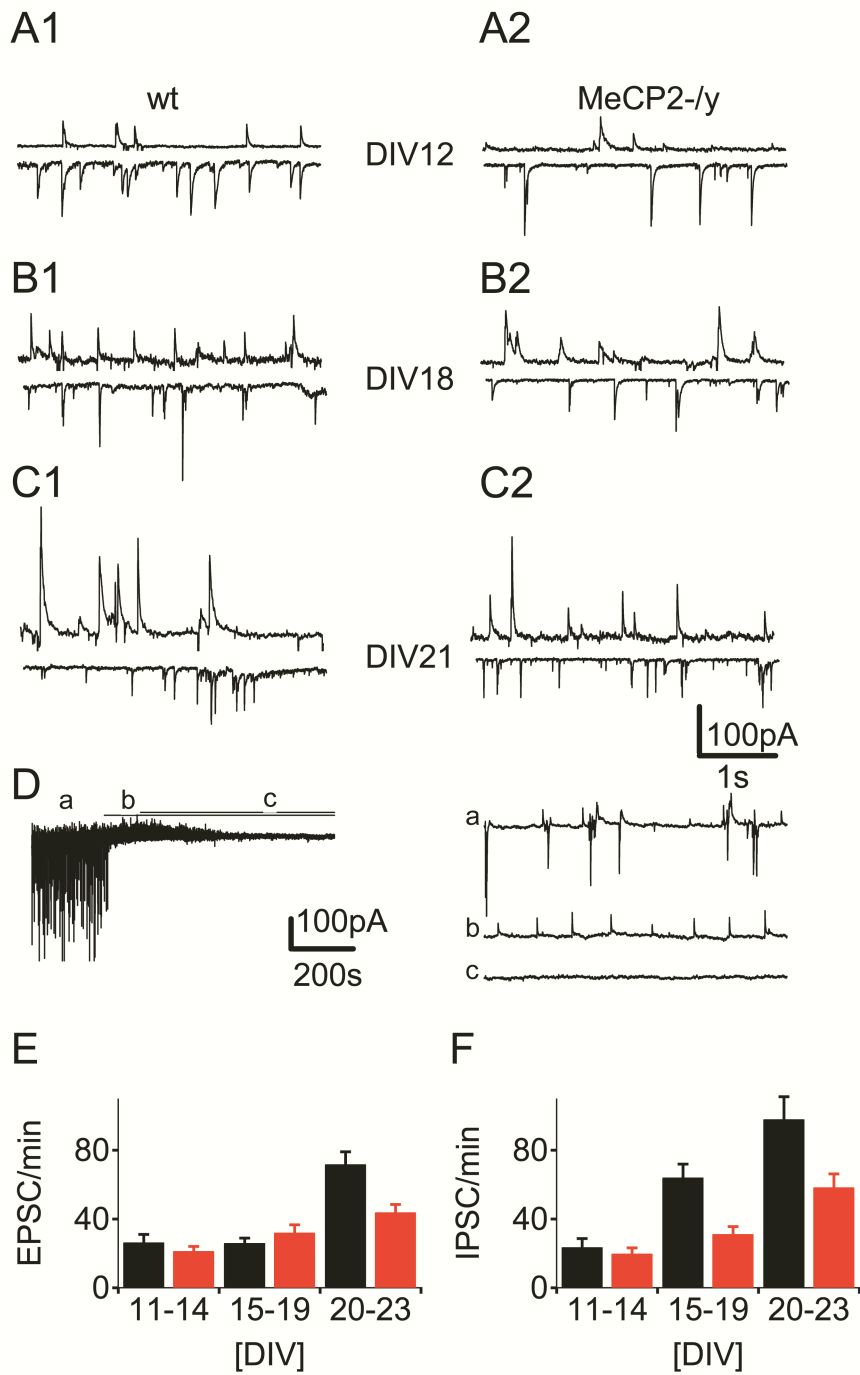 A1 A2
wt MeCP2-/y
DIV12
B1 B2
DIV18
C1 C2
DIV21
100pA
1s
D
a b c
100pA
200s
a
b
c
E F
EPSC/min
80
40
0
11-14 15-19 20-23
[DIV]
IPSC/min
80
40
0
11-14 15-19 20-23
[DIV]